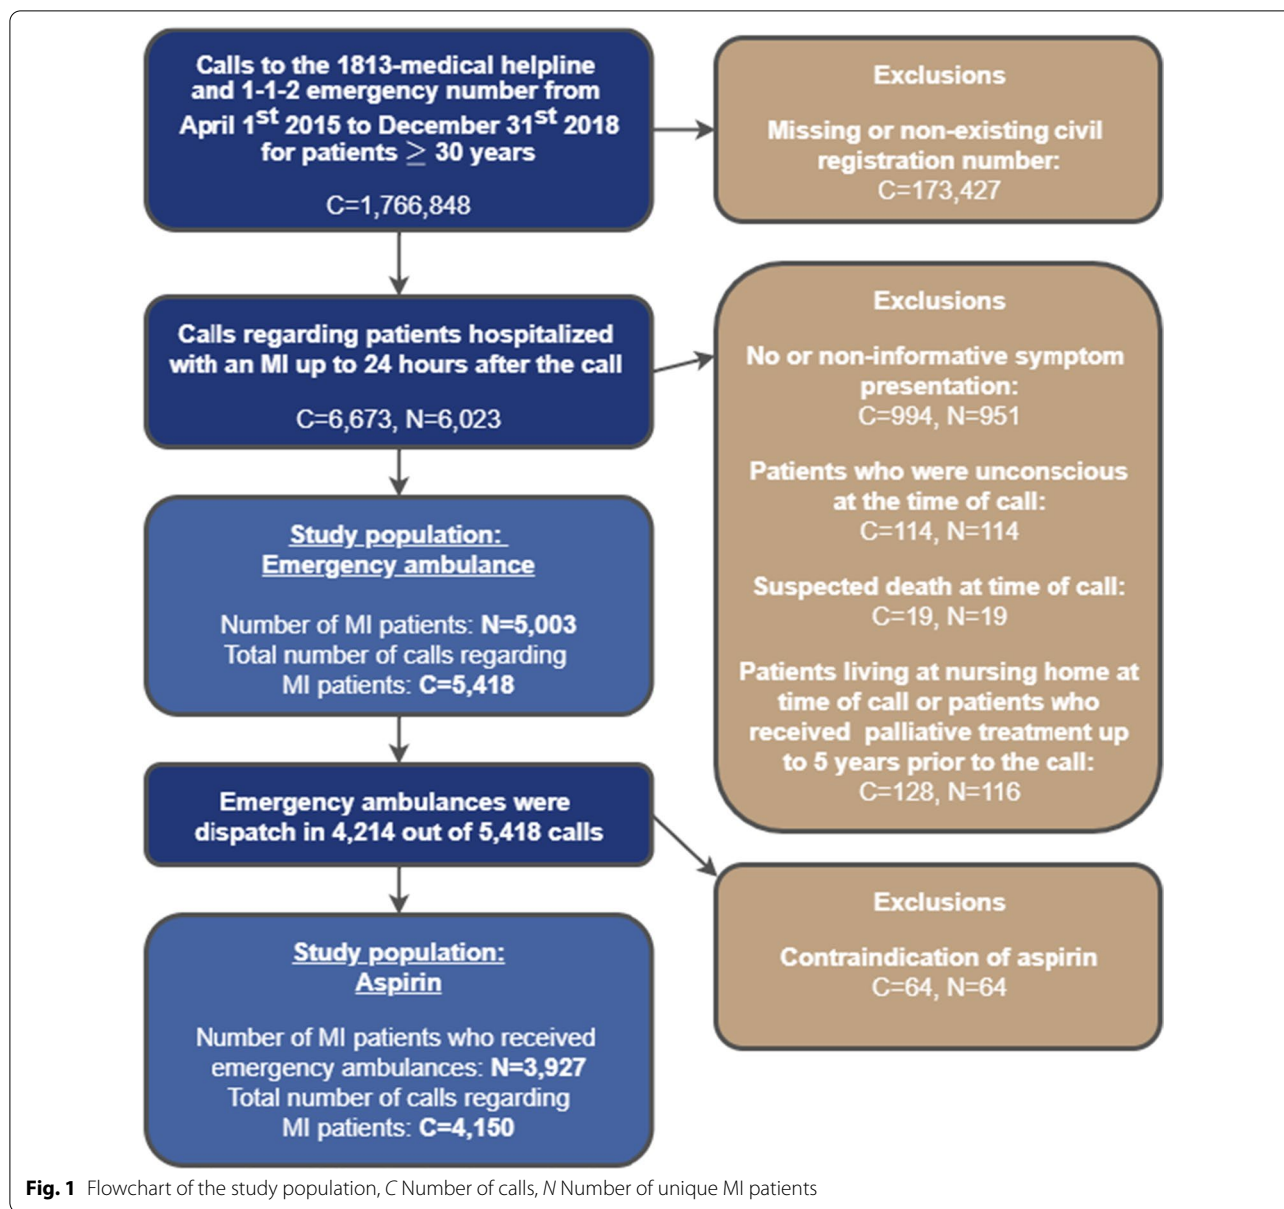 Calls to the 1813-medical helpline
and 1-1-2 emergency number from
April 1st 2015 to December 31st 2018
for patients ≥ 30 years
C=1,766,848
Exclusions
Missing or non-existing civil
registration number:
C=173,427
Calls regarding patients hospitalized
with an MI up to 24 hours after the call
C=6,673, N=6,023
Exclusions
No or non-informative symptom
presentation:
C=994, N=951
Patients who were unconscious
at the time of call:
C=114, N=114
Suspected death at time of call:
C=19, N=19
Patients living at nursing home at
time of call or patients who
received palliative treatment up
to 5 years prior to the call:
C=128, N=116
Study population:
Emergency ambulance
Number of MI patients: N=5,003
Total number of calls regarding
MI patients: C=5,418
Emergency ambulances were
dispatch in 4,214 out of 5,418 calls
Exclusions
Contraindication of aspirin
C=64, N=64
Study population:
Aspirin
Number of MI patients who received
emergency ambulances: N=3,927
Total number of calls regarding
MI patients: C=4,150
Fig. 1 Flowchart of the study population, C Number of calls, N Number of unique MI patients